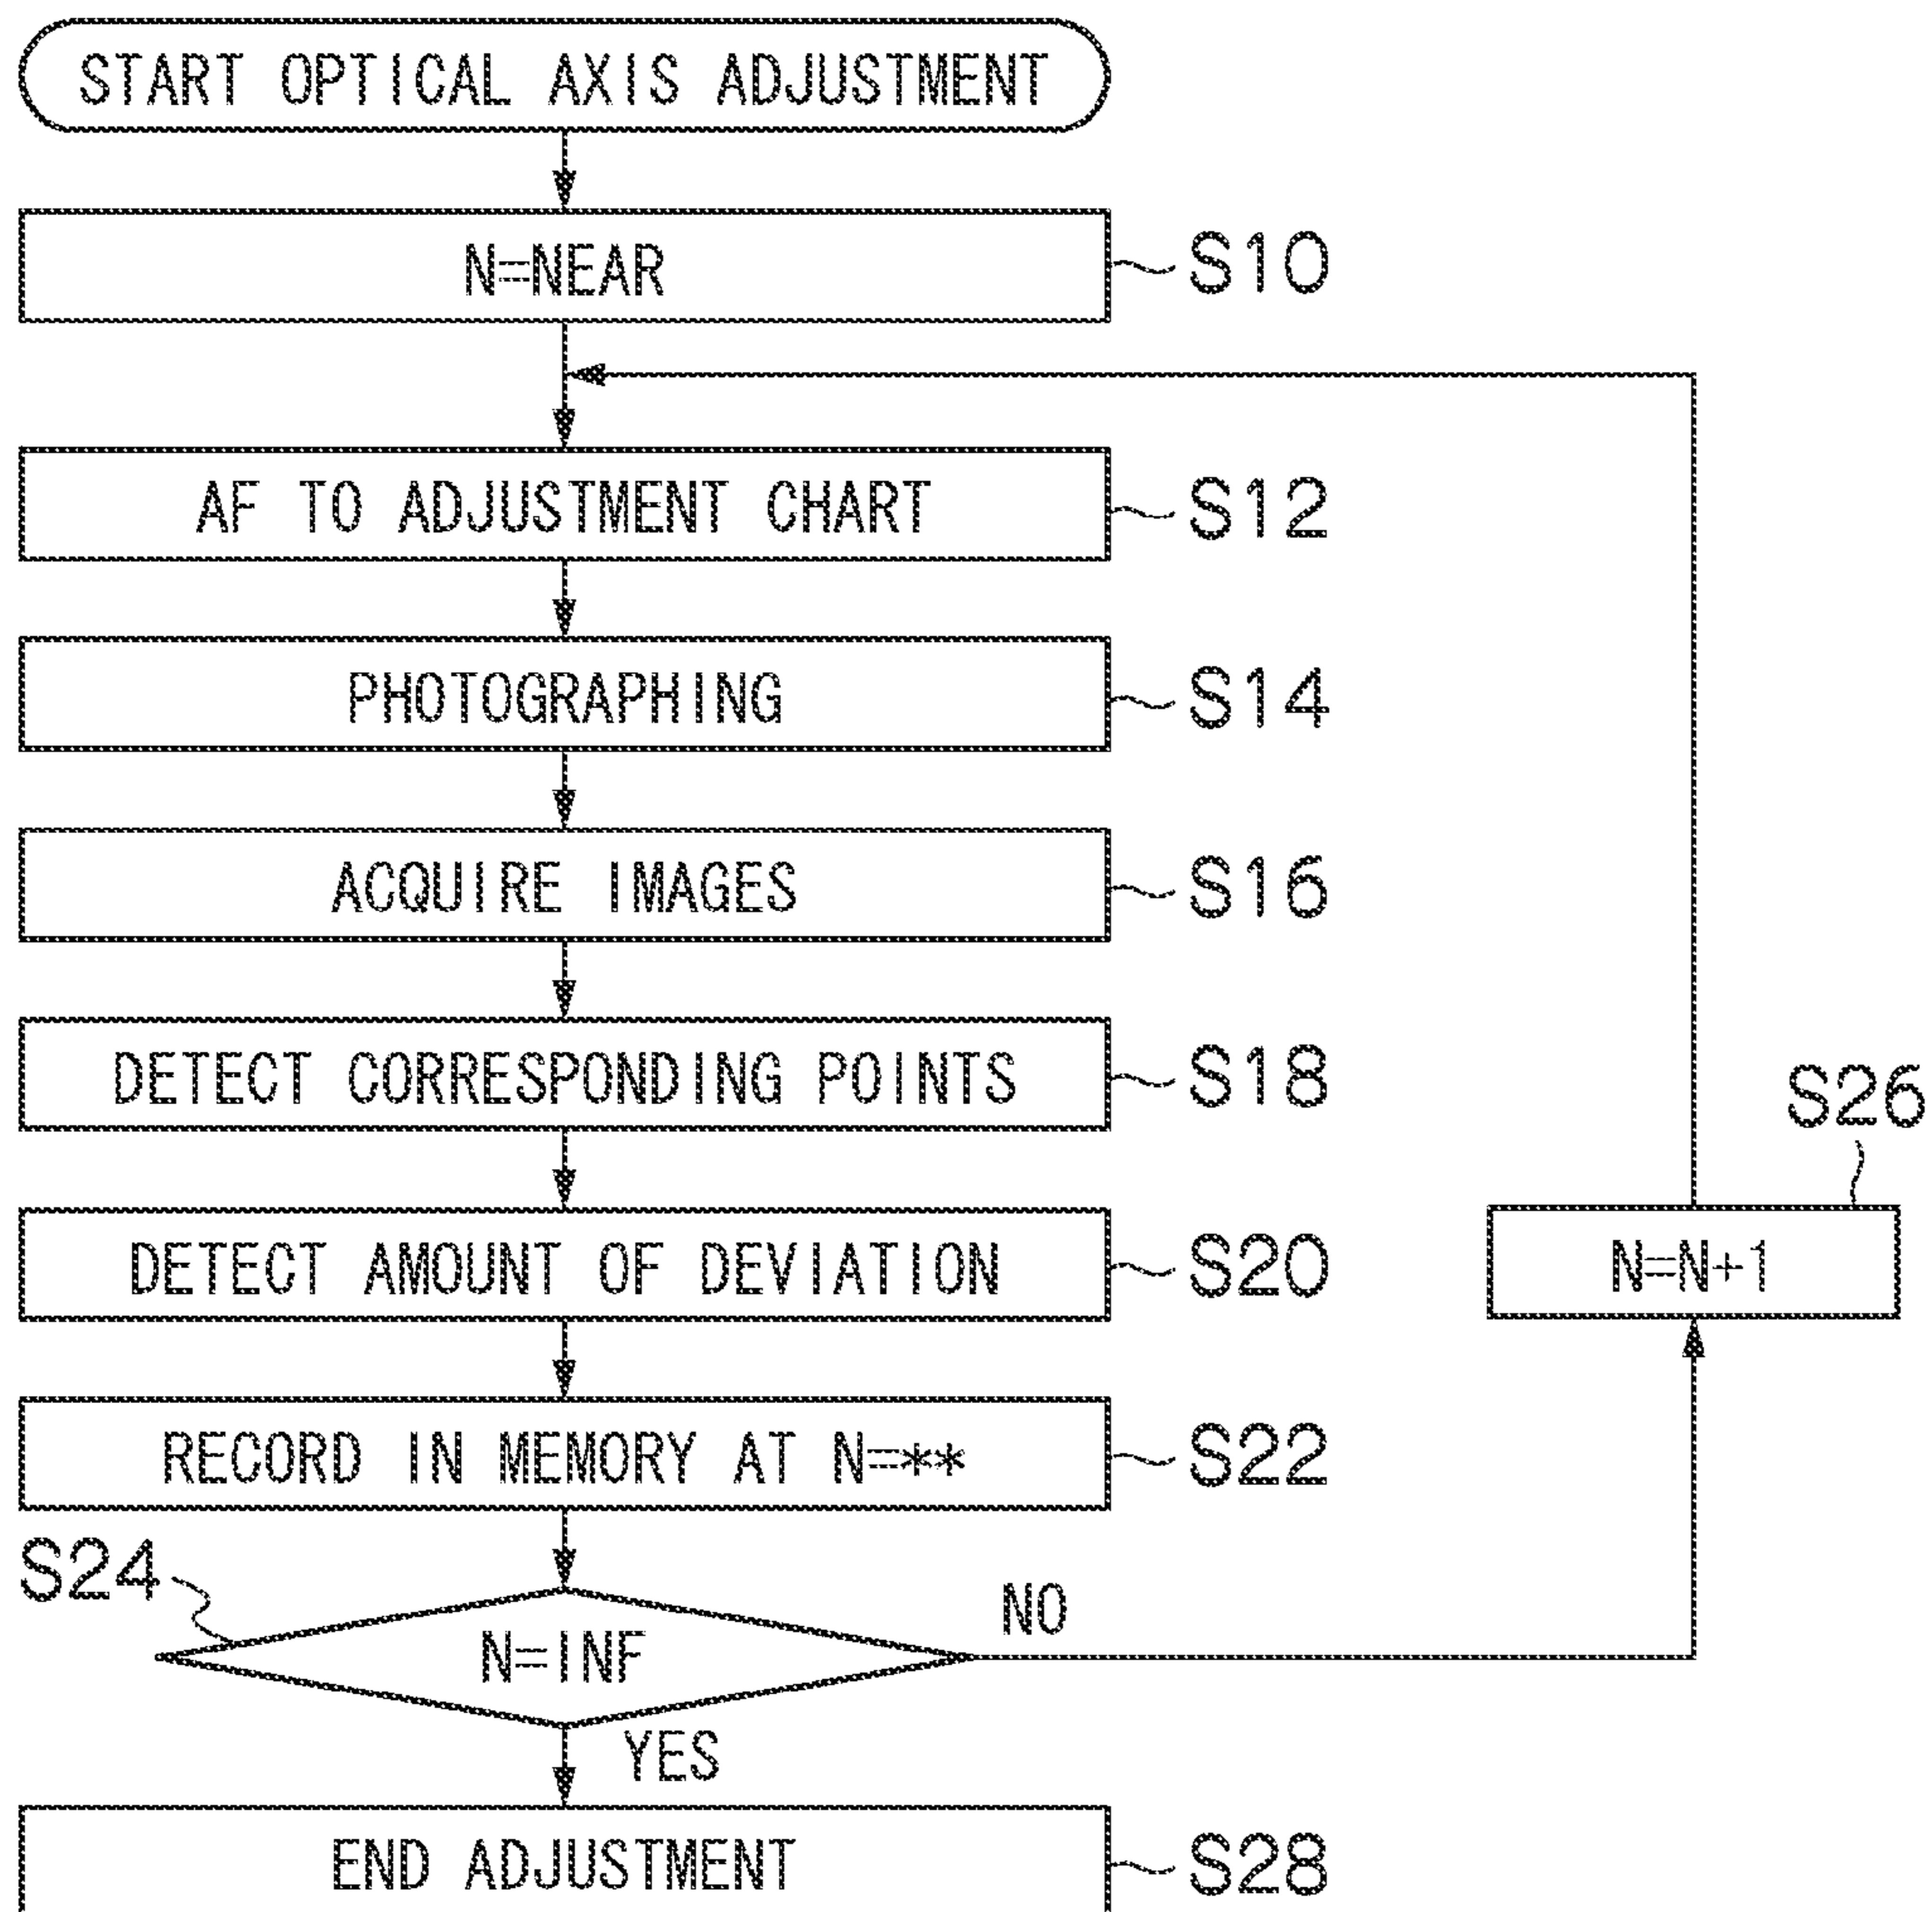 START OPTICAL AXIS ADJUSTMENT
N=NEAR
S10
AF TO ADJUSTMENT CHART
S12
PHOTOGRAPHING
S14
ACQUIRE IMAGES
S16
DETECT CORRESPONDING POINTS
S18
S26
DETECT AMOUNT OF DEVIATION
S20
N=N+1
RECORD IN MEMORY AT N=**
S22
S24
NO
N=INF
YES
END ADJUSTMENT
S28